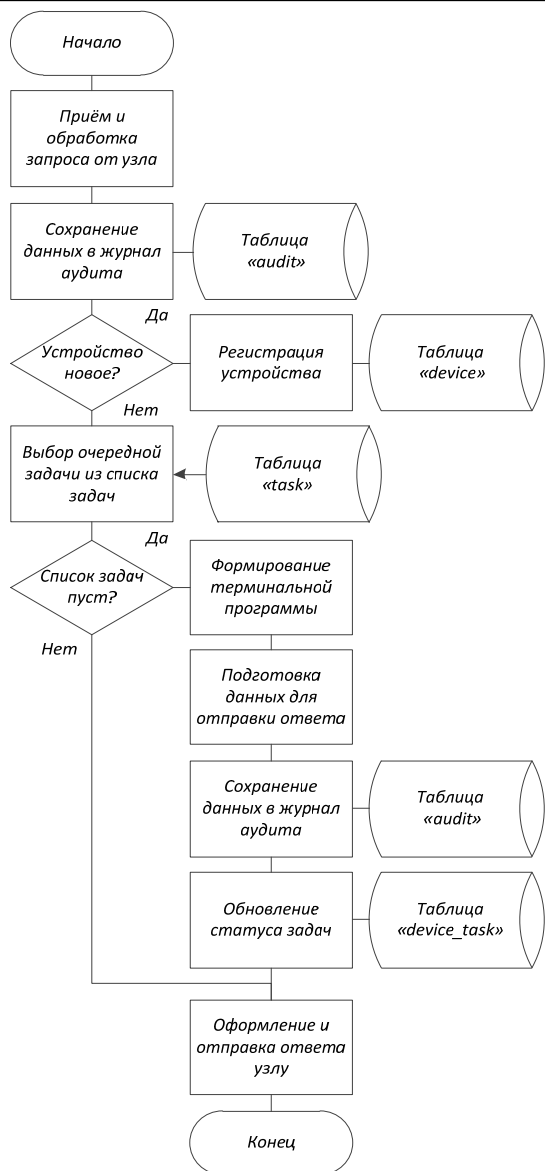 Начало
Приём и
обработка
запроса от узла
Сохранение
данных в журнал
аудита
Таблица
«audit»
Да
Устройство
новое?
Регистрация
устройства
Таблица
«device»
Нет
Выбор очередной
задачи из списка
задач
Таблица
«task»
Да
Список задач
пуст?
Формирование
терминальной
программы
Нет
Подготовка
данных для
отправки ответа
Сохранение
данных в журнал
аудита
Таблица
«audit»
Обновление
статуса задач
Таблица
«device_task»
Оформление и
отправка ответа
узлу
Конец